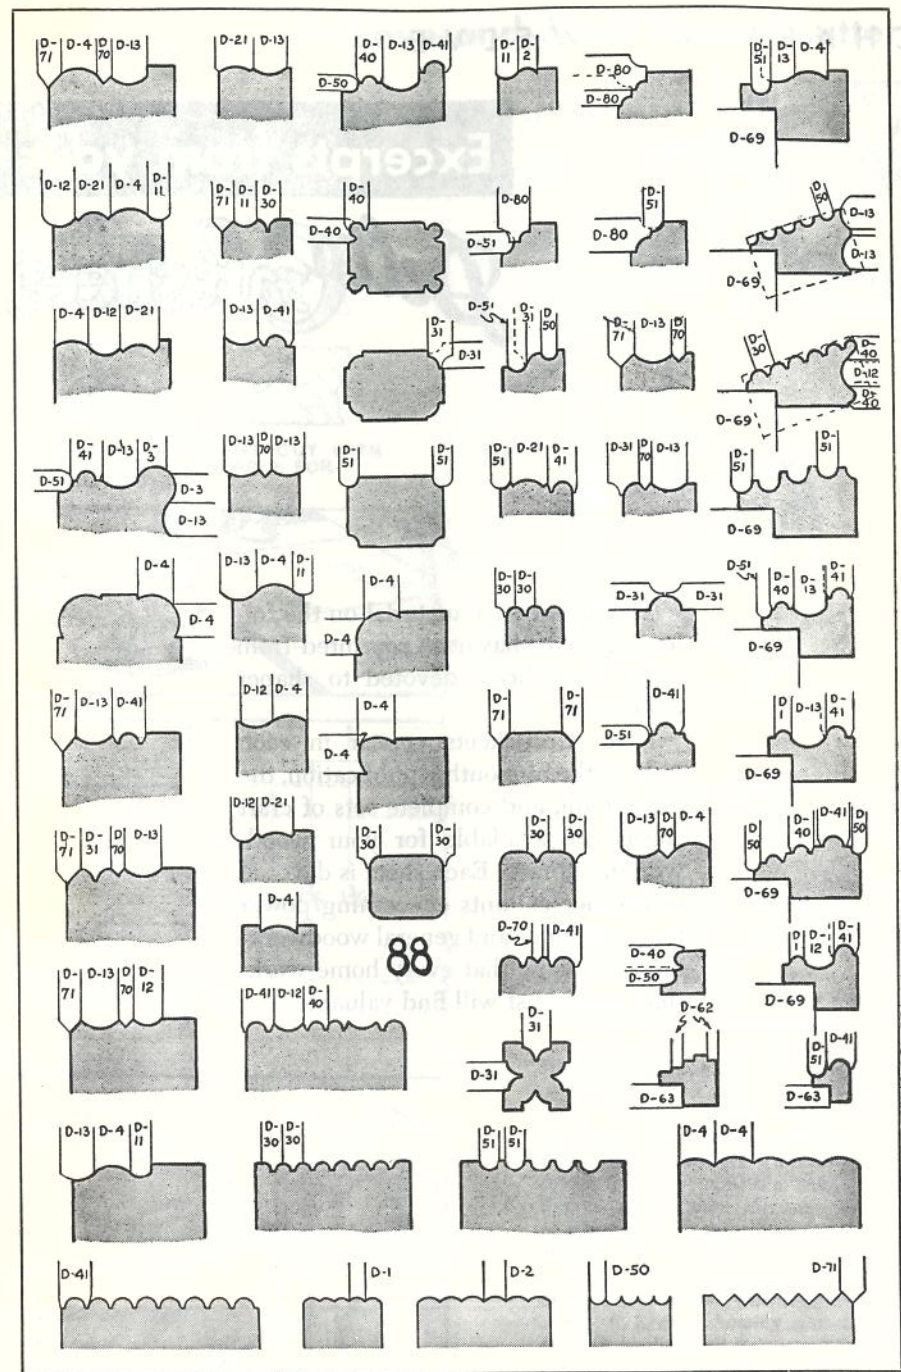 D-71 D-4 D-70 D-13
D-21 D-13
D-50 D-40 D-13 D-41
D-11 D-2
D-80
D-80
D-51 D-13 D-4
D-69
D-12 D-21 D-4 D-11
D-71 D-11 D-30
D-40
D-40
D-80
D-51
D-51
D-80
D-50
D-13
D-13
D-69
D-4 D-12 D-21
D-13 D-41
D-31
D-31
D-51 D-31 D-50
D-71 D-13 D-70
D-30
D-40
D-12
D-40
D-69
D-41 D-13 D-3
D-51
D-3
D-13
D-13 D-70 D-13
D-51 D-51
D-51 D-21 D-41
D-31 D-70 D-13
D-51 D-51
D-69
D-4
D-4
D-13 D-4 D-11
D-4
D-4
D-30 D-30
D-31 D-31
D-51 D-40 D-13 D-41
D-69
D-71 D-13 D-41
D-12 D-4
D-4
D-4
D-71 D-71
D-41
D-51
D-1 D-13 D-41
D-69
D-71 D-31 D-70 D-13
D-12 D-21
D-4
D-30 D-30
D-30 D-30
D-13 D-70 D-4
D-50 D-40 D-41 D-50
D-69
88
D-71 D-13 D-70 D-12
D-41 D-12 D-40
D-70 D-41
D-40
D-50
D-1 D-12 D-41
D-69
D-31
D-31
D-62
D-63
D-51 D-41
D-63
D-13 D-4 D-11
D-30 D-30
D-51 D-51
D-4 D-4
D-41
D-1
D-2
D-50
D-71